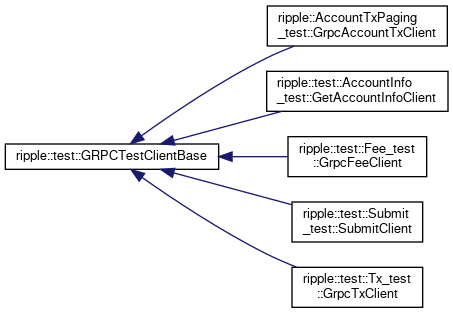 ripple::AccountTxPaging
_test::GrpcAccountTxClient
ripple::test::AccountInfo
_test::GetAccountInfoClient
ripple::test::GRPCTestClientBase
ripple::test::Fee_test
::GrpcFeeClient
ripple::test::Submit
_test::SubmitClient
ripple::test::Tx_test
::GrpcTxClient